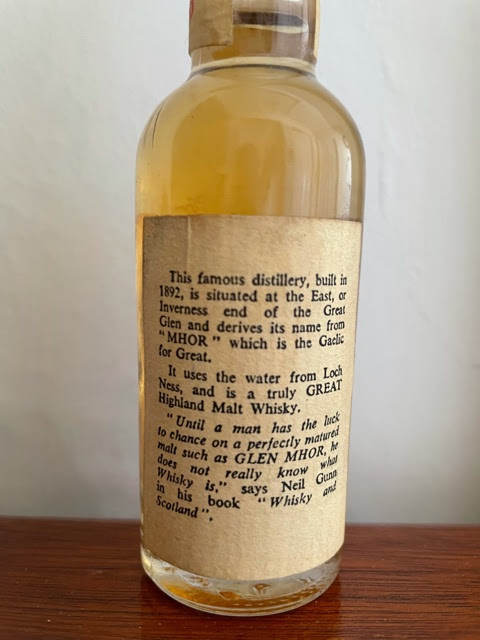 This famous distillery, built in
1892, is situated at the East, or
Inverness end of the Great
Glen and derives its name from
"MHOR" which is the Gaelic
for Great.
It uses the water from Loch
Ness, and is a truly GREAT
Highland Malt Whisky.
"Until a man has the luck
to chance on a perfectly matured
malt such as GLEN MHOR, he
does not really know what
Whisky is," says Neil Gunn
in his book "Whisky and
Scotland".